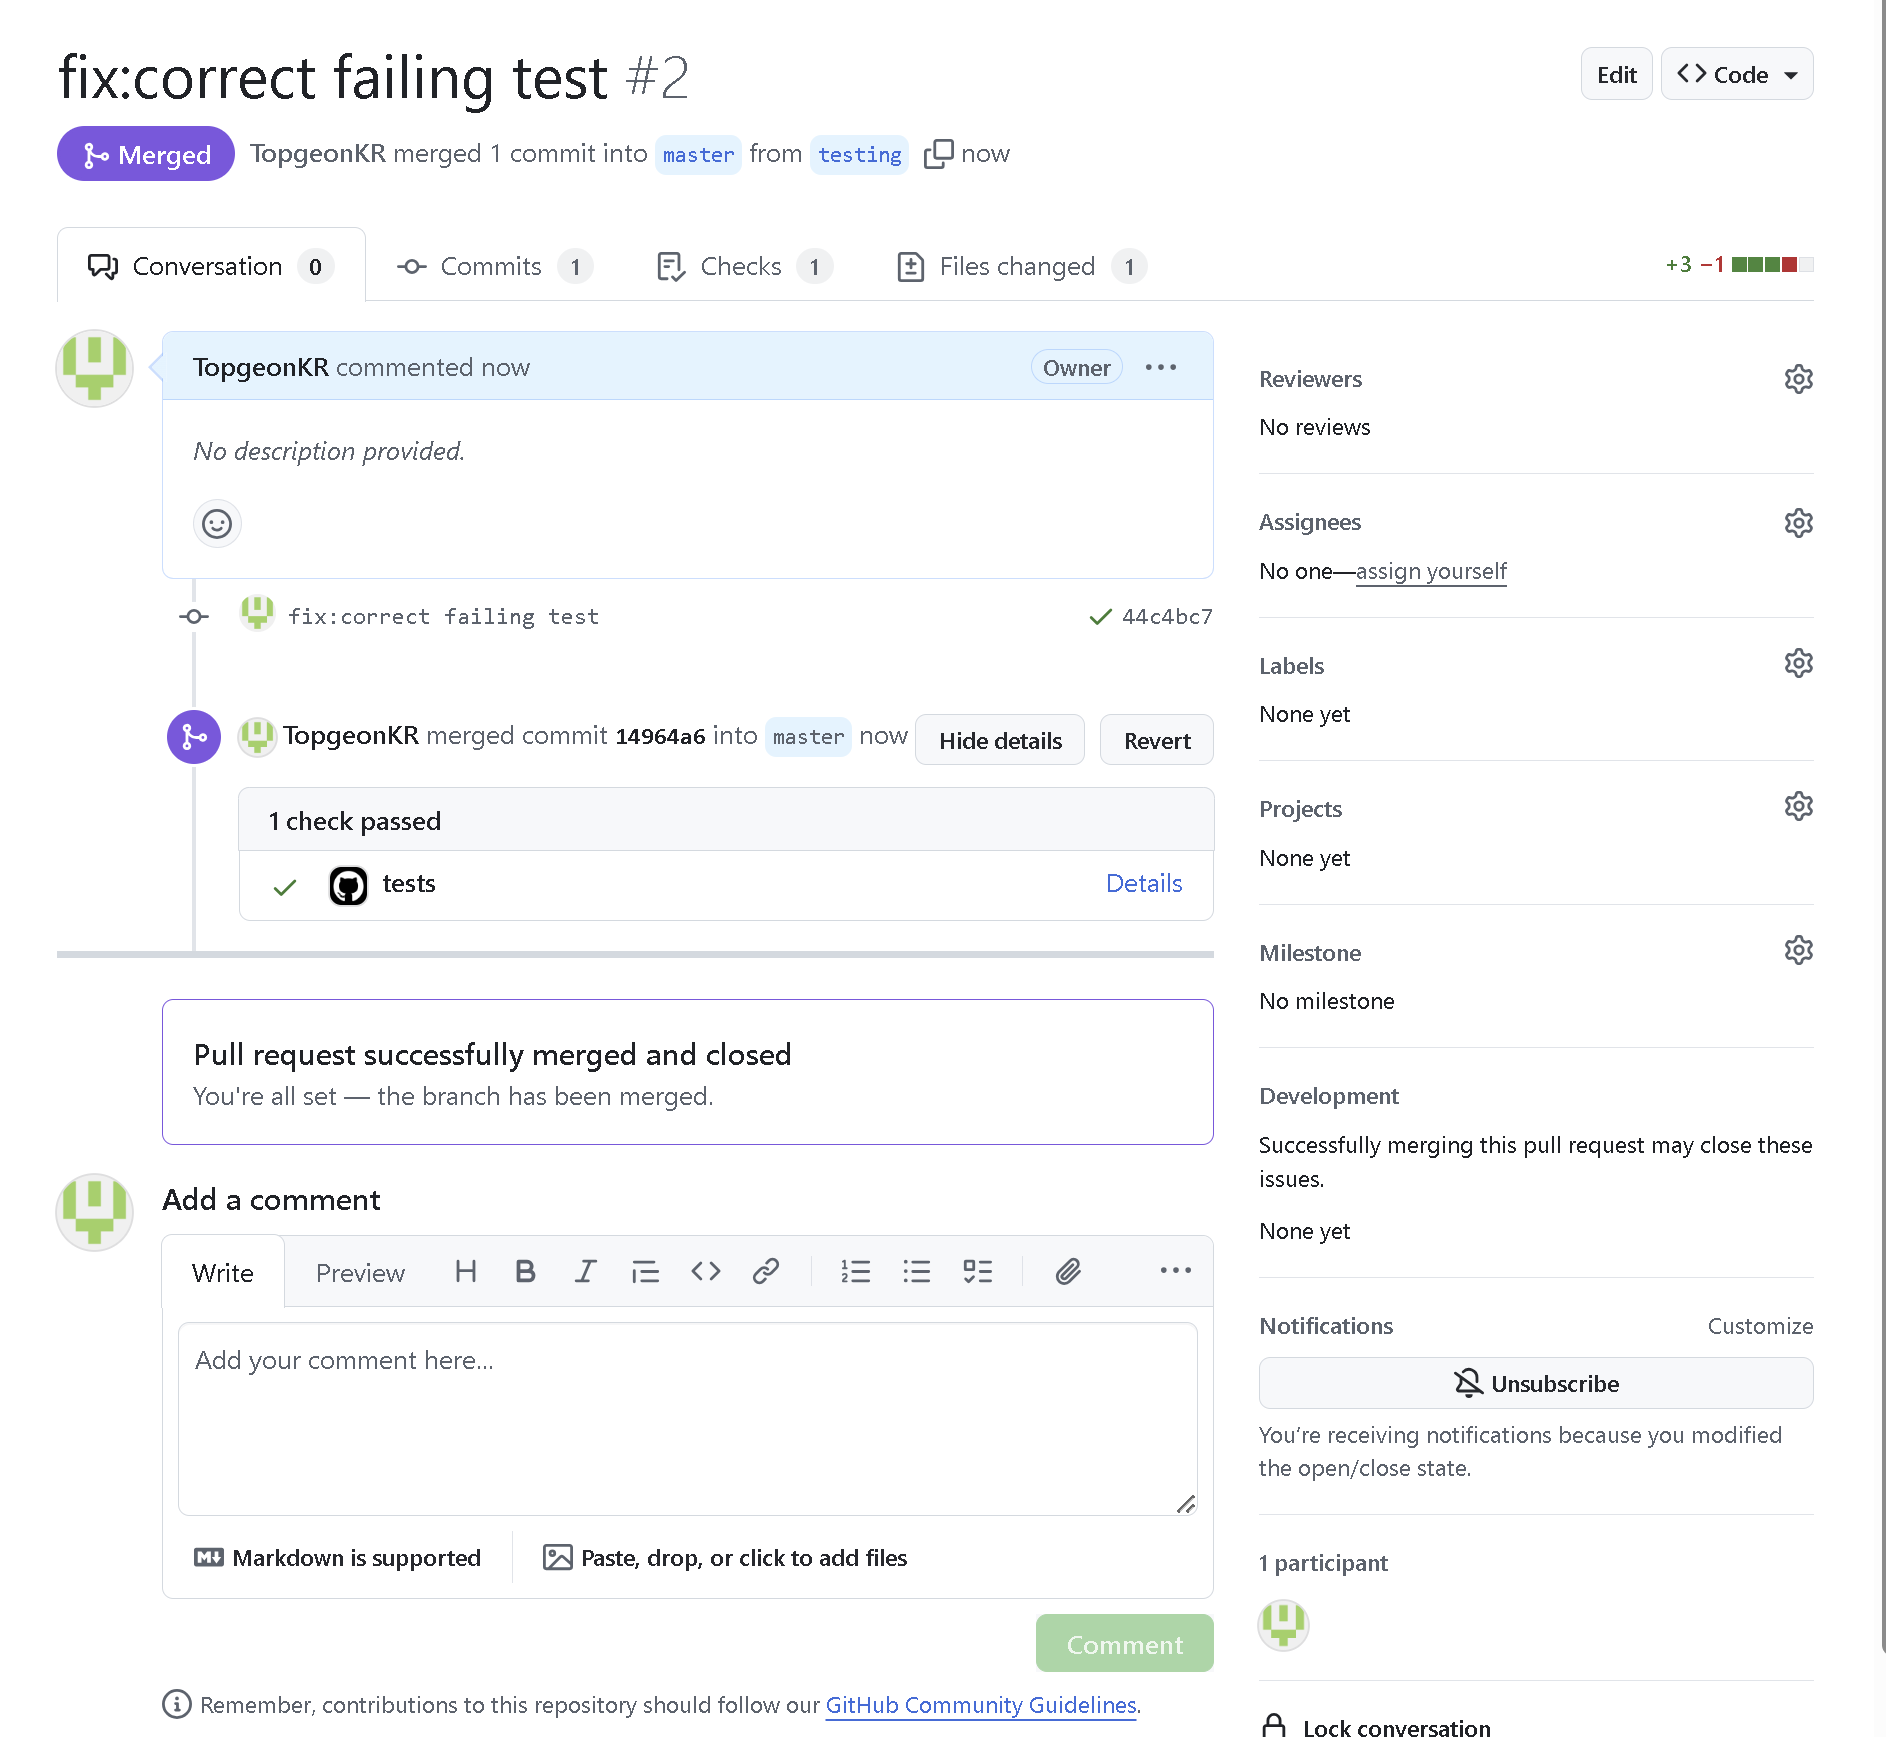 fix:correct failing test #2
Edit
Code
Merged
TopgeonKR merged 1 commit into master from testing now
Conversation 0
Commits 1
Checks 1
Files changed 1
+3 −1
TopgeonKR commented now
Owner
No description provided.
fix:correct failing test
44c4bc7
TopgeonKR merged commit 14964a6 into master now
Hide details
Revert
1 check passed
tests
Details
Pull request successfully merged and closed
You're all set — the branch has been merged.
Add a comment
Write
Preview
Add your comment here...
Markdown is supported
Paste, drop, or click to add files
Comment
Remember, contributions to this repository should follow our GitHub Community Guidelines.
Reviewers
No reviews
Assignees
No one—assign yourself
Labels
None yet
Projects
None yet
Milestone
No milestone
Development
Successfully merging this pull request may close these
issues.
None yet
Notifications
Customize
Unsubscribe
You’re receiving notifications because you modified
the open/close state.
1 participant
Lock conversation